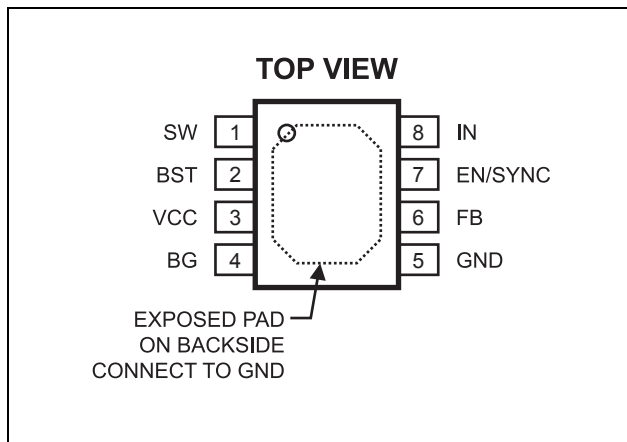 TOP VIEW
SW 1 8 IN
BST 2 7 EN/SYNC
VCC 3 6 FB
BG 4 5 GND
EXPOSED PAD
ON BACKSIDE
CONNECT TO GND